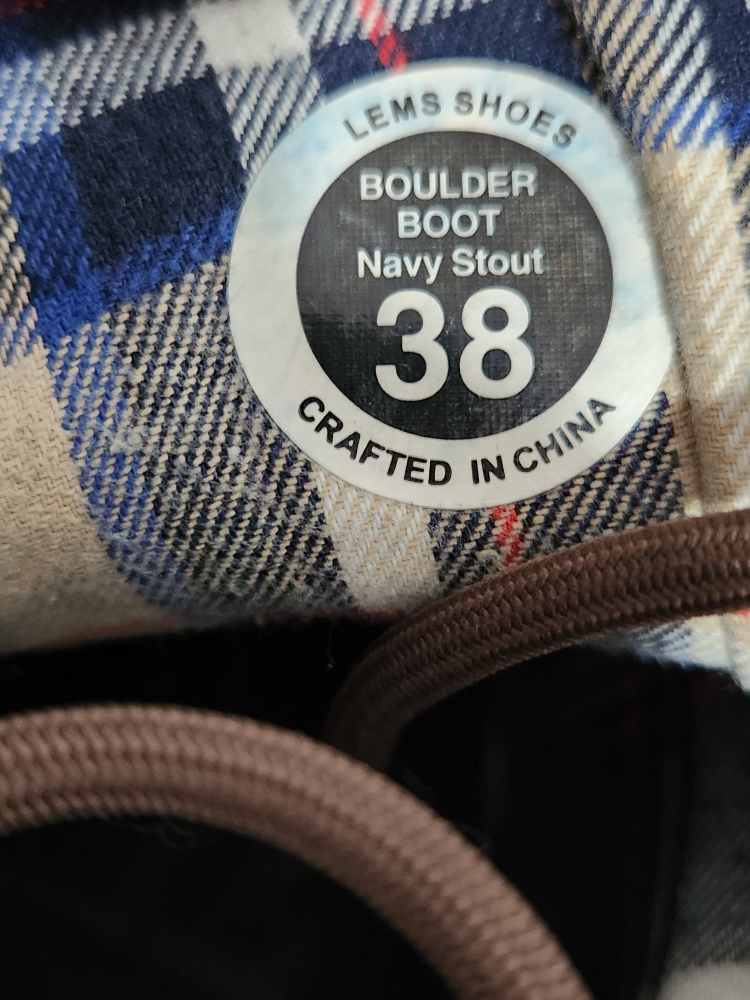 LEMS SHOES
BOULDER
BOOT
Navy Stout
38
CRAFTED IN CHINA